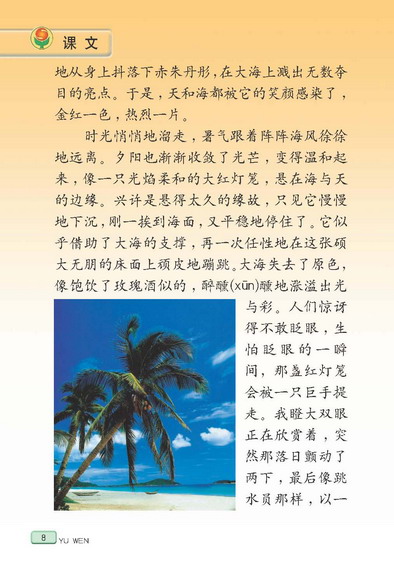 课文
地从身上抖落下赤朱丹彤，在大海上溅出无数夺
目的亮点。于是，天和海都被它的笑颜感染了，
金红一色，热烈一片。
时光悄悄地溜走，暑气跟着阵阵海风徐徐
地远离。夕阳也渐渐收敛了光芒，变得温和起
来，像一只光焰柔和的大红灯笼，悬在海与天
的边缘。兴许是悬得太久的缘故，只见它慢慢
地下沉，刚一挨到海面，又平稳地停住了。它似
乎借助了大海的支撑，再一次任性地在这张硕
大无朋的床面上顽皮地蹦跳。大海失去了原色，
像饱饮了玫瑰酒似的，醉醺(xūn)醺地涨溢出光
与彩。人们惊讶
得不敢眨眼，生
怕眨眼的一瞬
间，那盏红灯笼
会被一只巨手提
走。我瞪大双眼
正在欣赏着，突
然那落日颤动了
两下，最后像跳
水员那样，以一
8 YU WEN